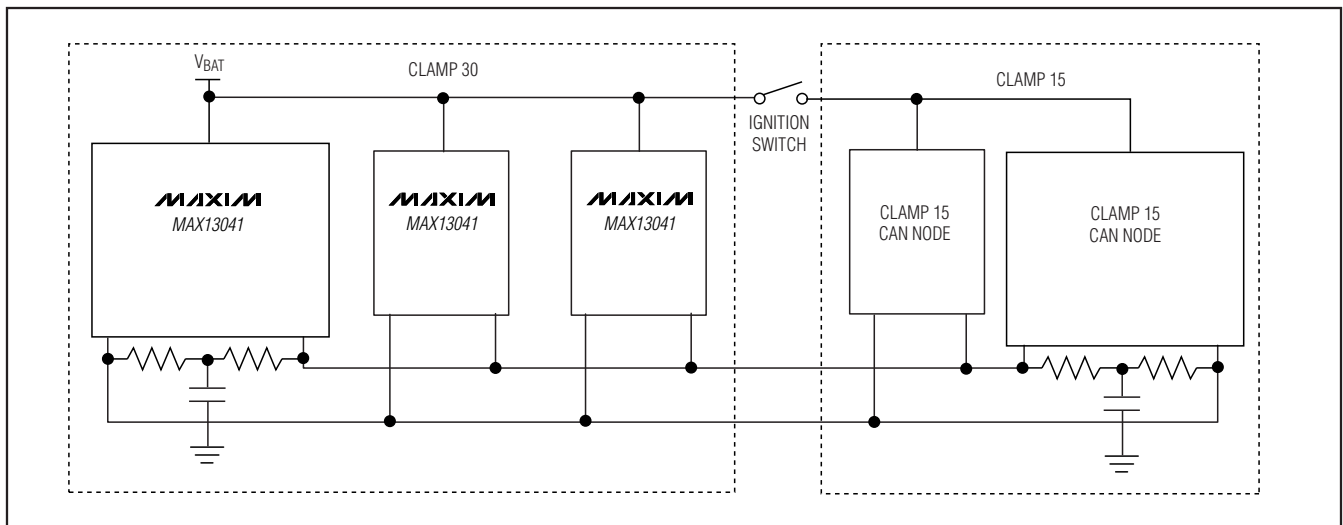 VBAT
CLAMP 30
CLAMP 15
IGNITION
SWITCH
MAXIM
MAX13041
MAXIM
MAX13041
MAXIM
MAX13041
CLAMP 15
CAN NODE
CLAMP 15
CAN NODE